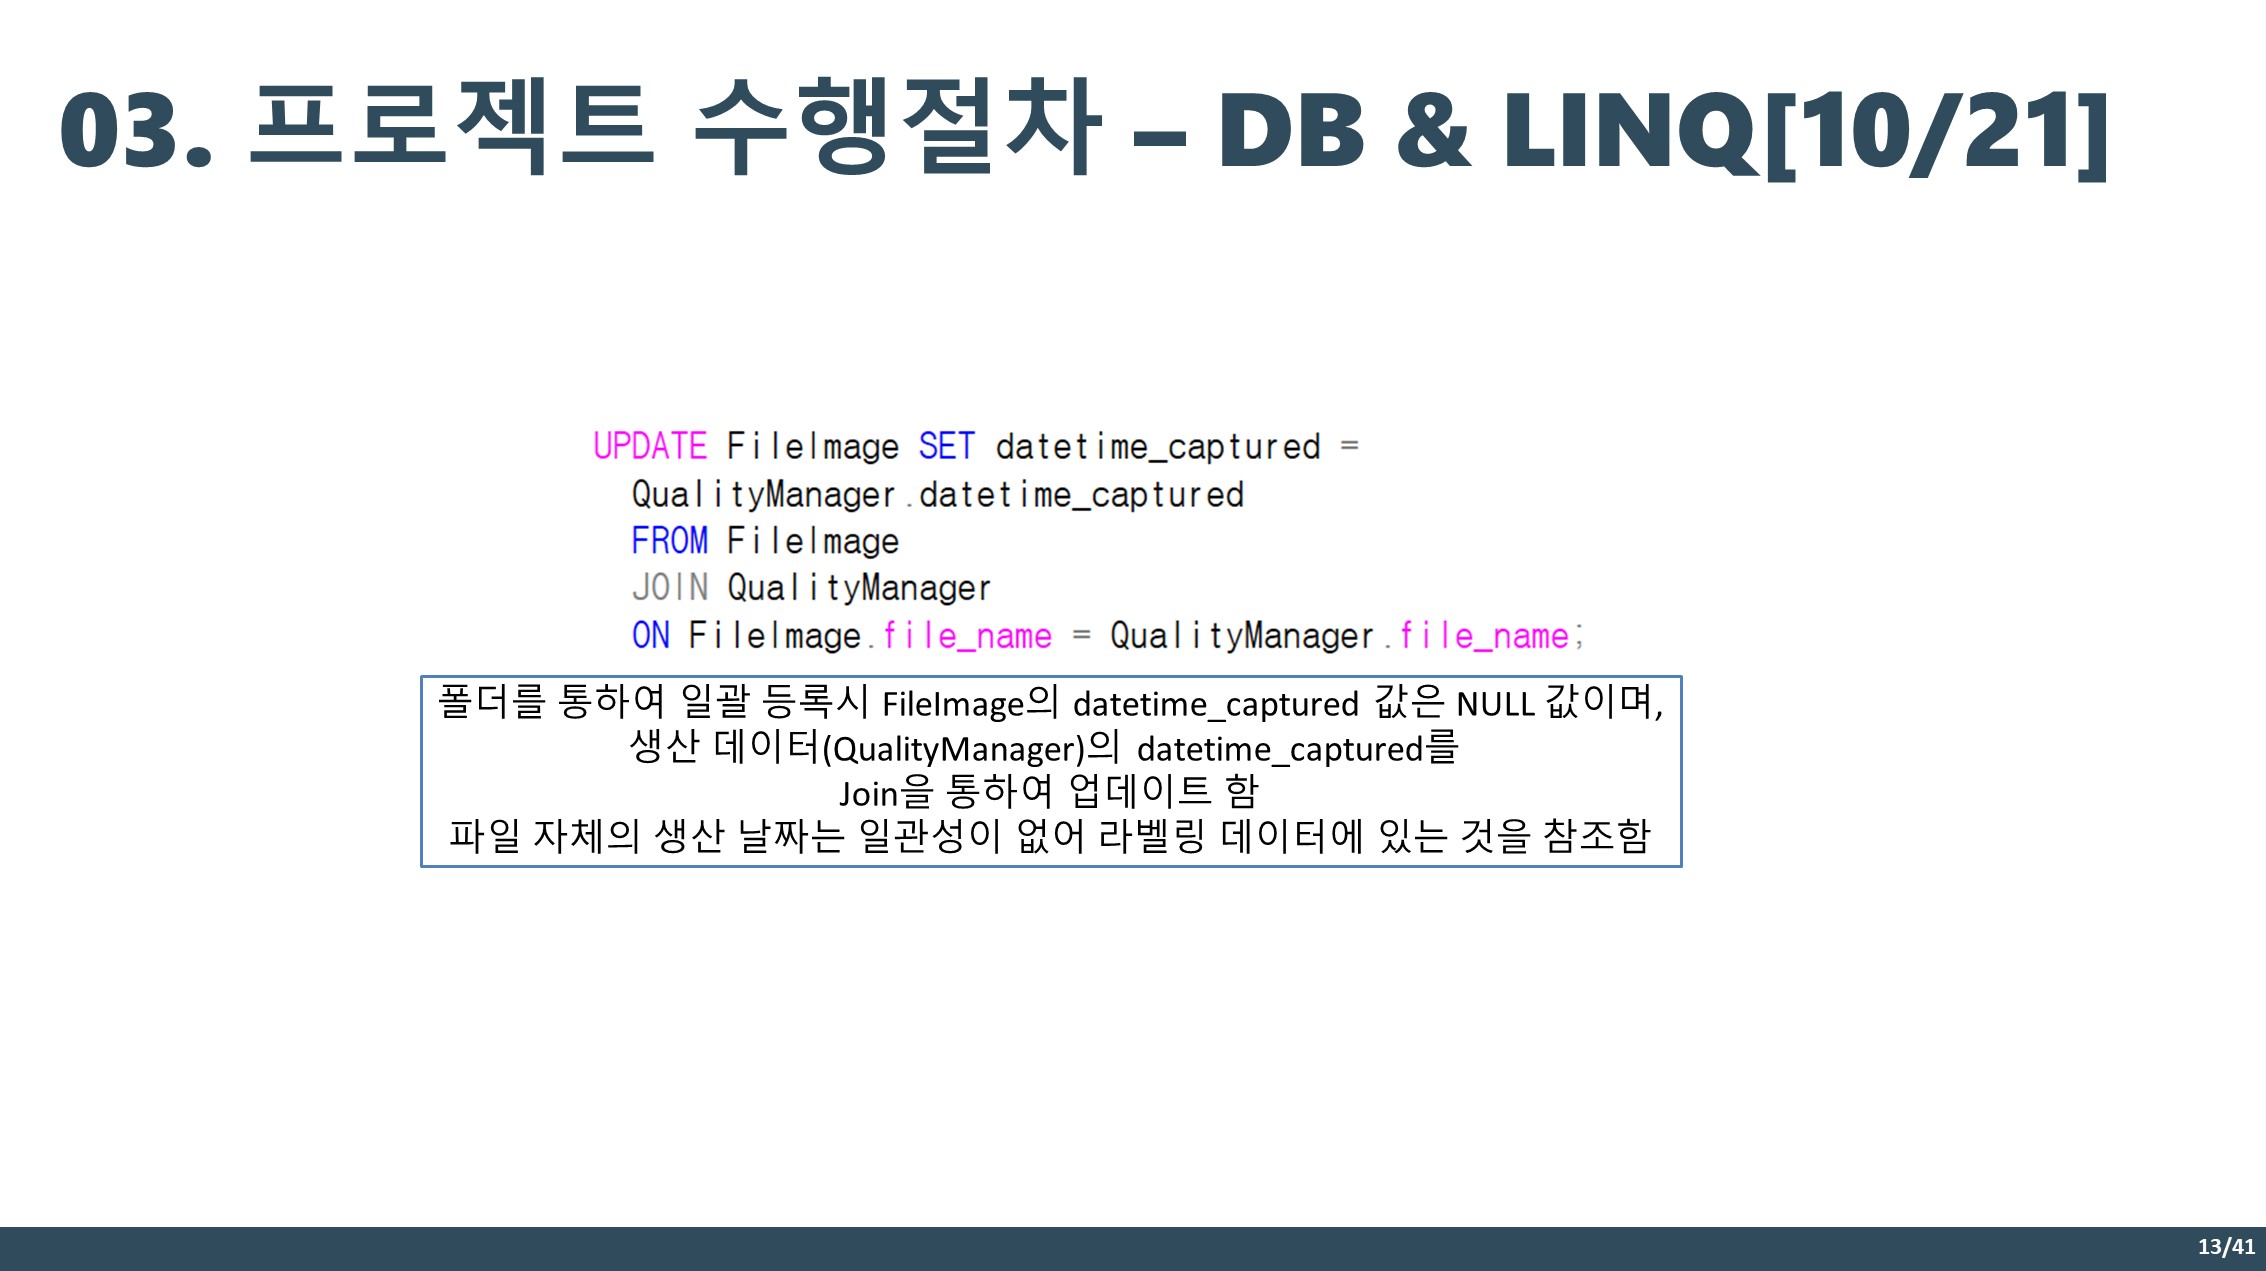 03. 프로젝트 수행절차 – DB & LINQ[10/21]
UPDATE FileImage SET datetime_captured =
QualityManager.datetime_captured
FROM FileImage
JOIN QualityManager
ON FileImage.file_name = QualityManager.file_name;
폴더를 통하여 일괄 등록시 FileImage의 datetime_captured 값은 NULL 값이며,
생산 데이터(QualityManager)의 datetime_captured를
Join을 통하여 업데이트 함
파일 자체의 생산 날짜는 일관성이 없어 라벨링 데이터에 있는 것을 참조함
13/41